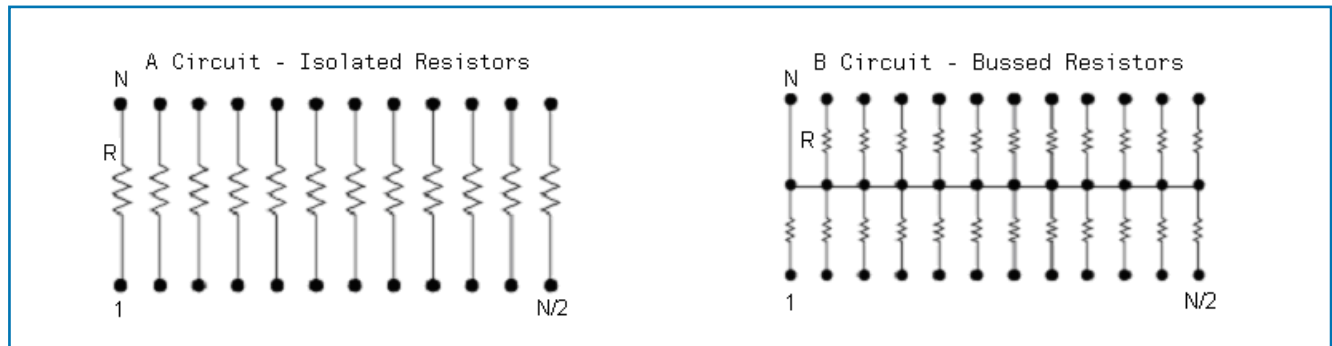 A Circuit - Isolated Resistors
N
R
1
N/2
B Circuit - Bussed Resistors
N
R
1
N/2